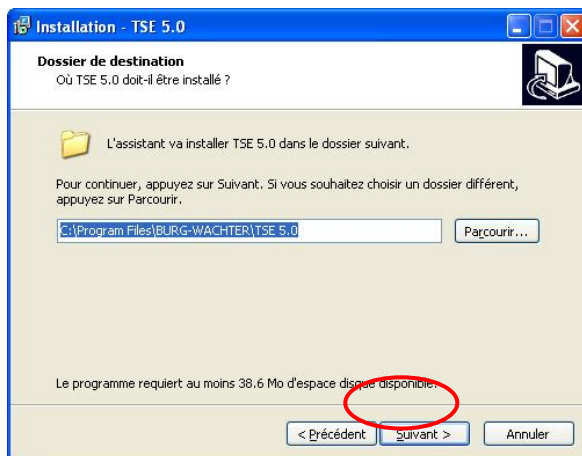 Installation - TSE 5.0
Dossier de destination
Où TSE 5.0 doit-il être installé ?
L'assistant va installer TSE 5.0 dans le dossier suivant.
Pour continuer, appuyez sur Suivant. Si vous souhaitez choisir un dossier différent,
appuyez sur Parcourir.
C:\Program Files\BURG-WACHTER\TSE 5.0
Parcourir...
Le programme requiert au moins 38.6 Mo d'espace disque disponible.
< Précédent
Suivant >
Annuler